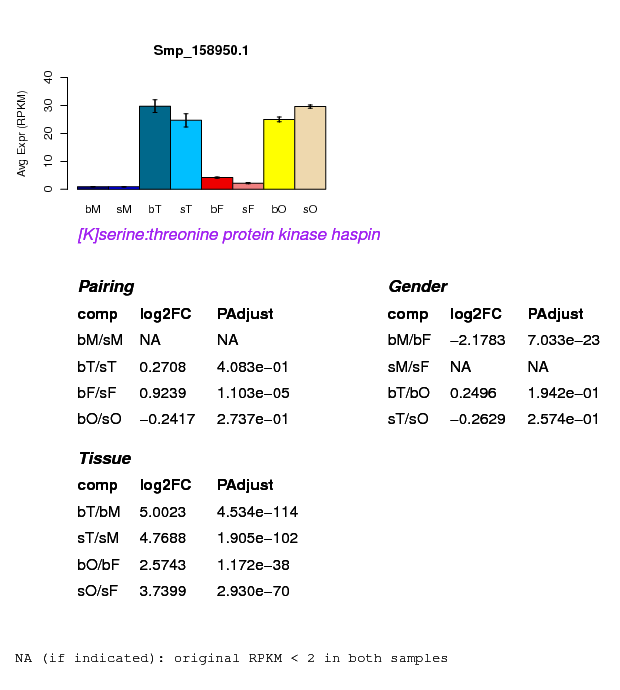 Smp_158950.1
Avg Expr (RPKM)
40
30
20
10
0
bM sM bT sT bF sF bO sO
[K]serine:threonine protein kinase haspin
Pairing
comp log2FC PAdjust
bM/sM NA NA
bT/sT 0.2708 4.083e−01
bF/sF 0.9239 1.103e−05
bO/sO −0.2417 2.737e−01
Gender
comp log2FC PAdjust
bM/bF −2.1783 7.033e−23
sM/sF NA NA
bT/bO 0.2496 1.942e−01
sT/sO −0.2629 2.574e−01
Tissue
comp log2FC PAdjust
bT/bM 5.0023 4.534e−114
sT/sM 4.7688 1.905e−102
bO/bF 2.5743 1.172e−38
sO/sF 3.7399 2.930e−70
NA (if indicated): original RPKM < 2 in both samples